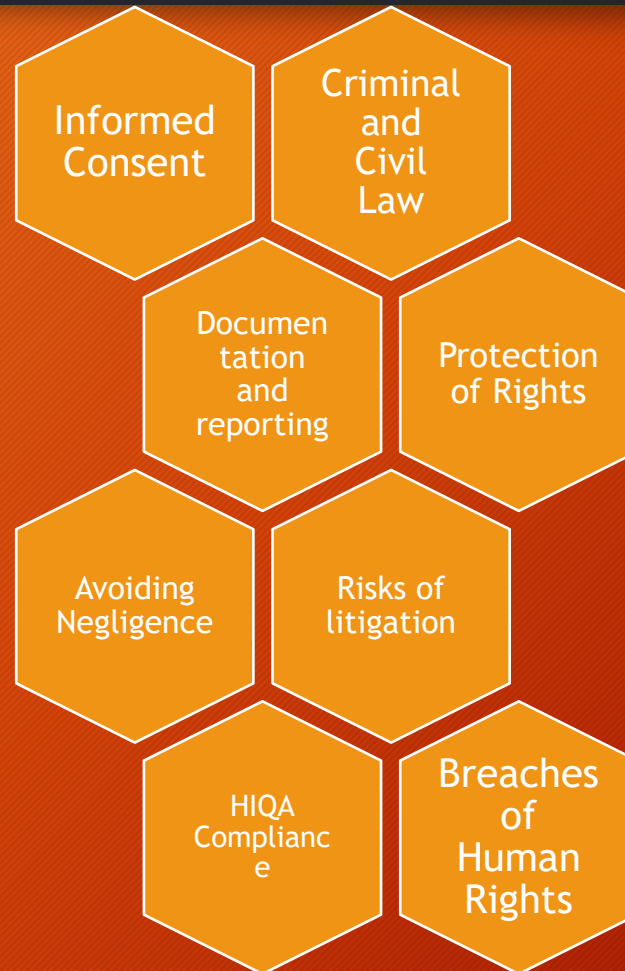 Informed
Consent
Criminal
and
Civil
Law
Documen
tation
and
reporting
Protection
of Rights
Avoiding
Negligence
Risks of
litigation
HIQA
Complianc
e
Breaches
of
Human
Rights